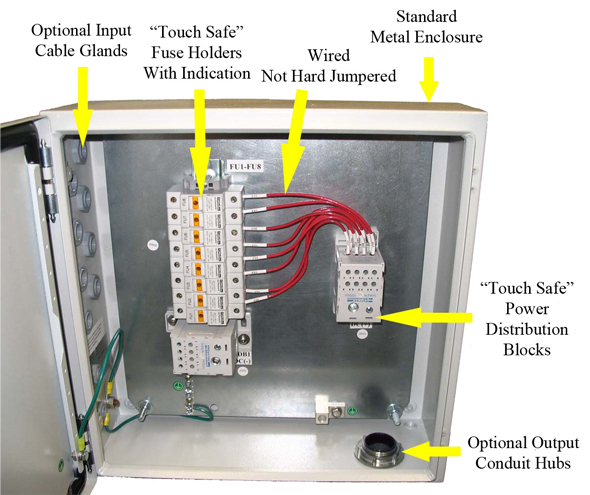 Optional Input
Cable Glands
“Touch Safe”
Fuse Holders
With Indication
Wired
Not Hard Jumpered
Standard
Metal Enclosure
FU1-FU8
“Touch Safe”
Power
Distribution
Blocks
DB1
Optional Output
Conduit Hubs